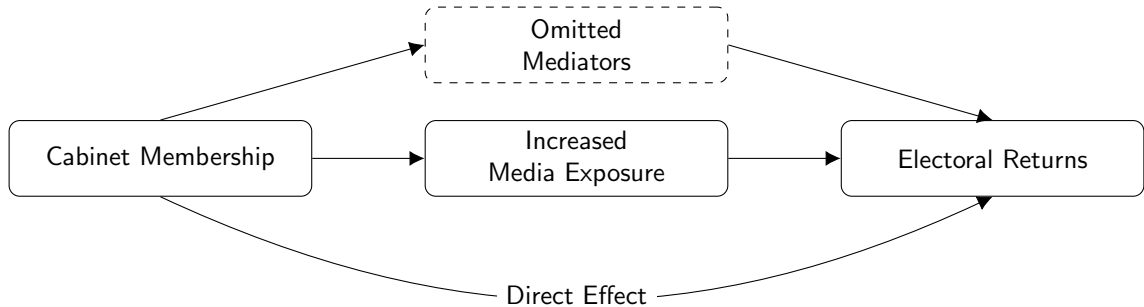 Omitted
Mediators
Cabinet Membership
Increased
Media Exposure
Electoral Returns
Direct Effect